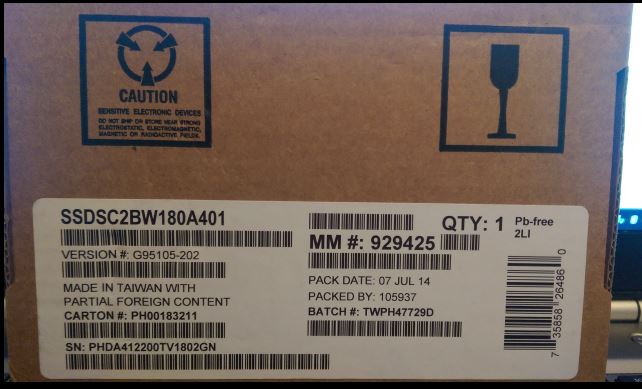 CAUTION
SENSITIVE ELECTRONIC DEVICES
DO NOT SHIP OR STORE NEAR STRONG
ELECTROSTATIC, ELECTROMAGNETIC,
MAGNETIC OR RADIOACTIVE FIELDS.
SSDSC2BW180A401
VERSION #: G95105-202
MADE IN TAIWAN WITH
PARTIAL FOREIGN CONTENT
CARTON #: PH00183211
SN: PHDA412200TV1802GN
QTY: 1
Pb-free
2LI
MM #: 929425
PACK DATE: 07 JUL 14
PACKED BY: 105937
BATCH #: TWPH47729D
7 35858 26486 0